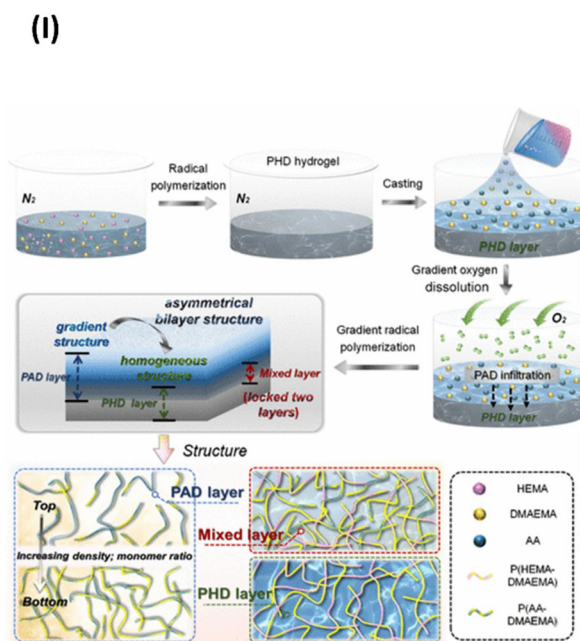 (I)
Radical
polymerization
PHD hydrogel
N2
N2
Casting
PHD layer
Gradient oxygen
dissolution
O2
PAD infiltration
PHD layer
Gradient radical
polymerization
asymmetrical
bilayer structure
gradient
structure
homogeneous
structure
PAD layer
PHD layer
Mixed layer
(locked two
layers)
Structure
Top
PAD layer
Increasing density; monomer ratio
Mixed layer
Bottom
PHD layer
HEMA
DMAEMA
AA
P(HEMA-
DMAEMA)
P(AA-
DMAEMA)